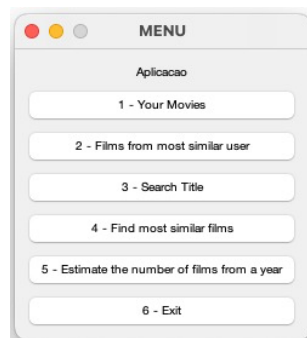 MENU
Aplicacao
1 - Your Movies
2 - Films from most similar user
3 - Search Title
4 - Find most similar films
5 - Estimate the number of films from a year
6 - Exit